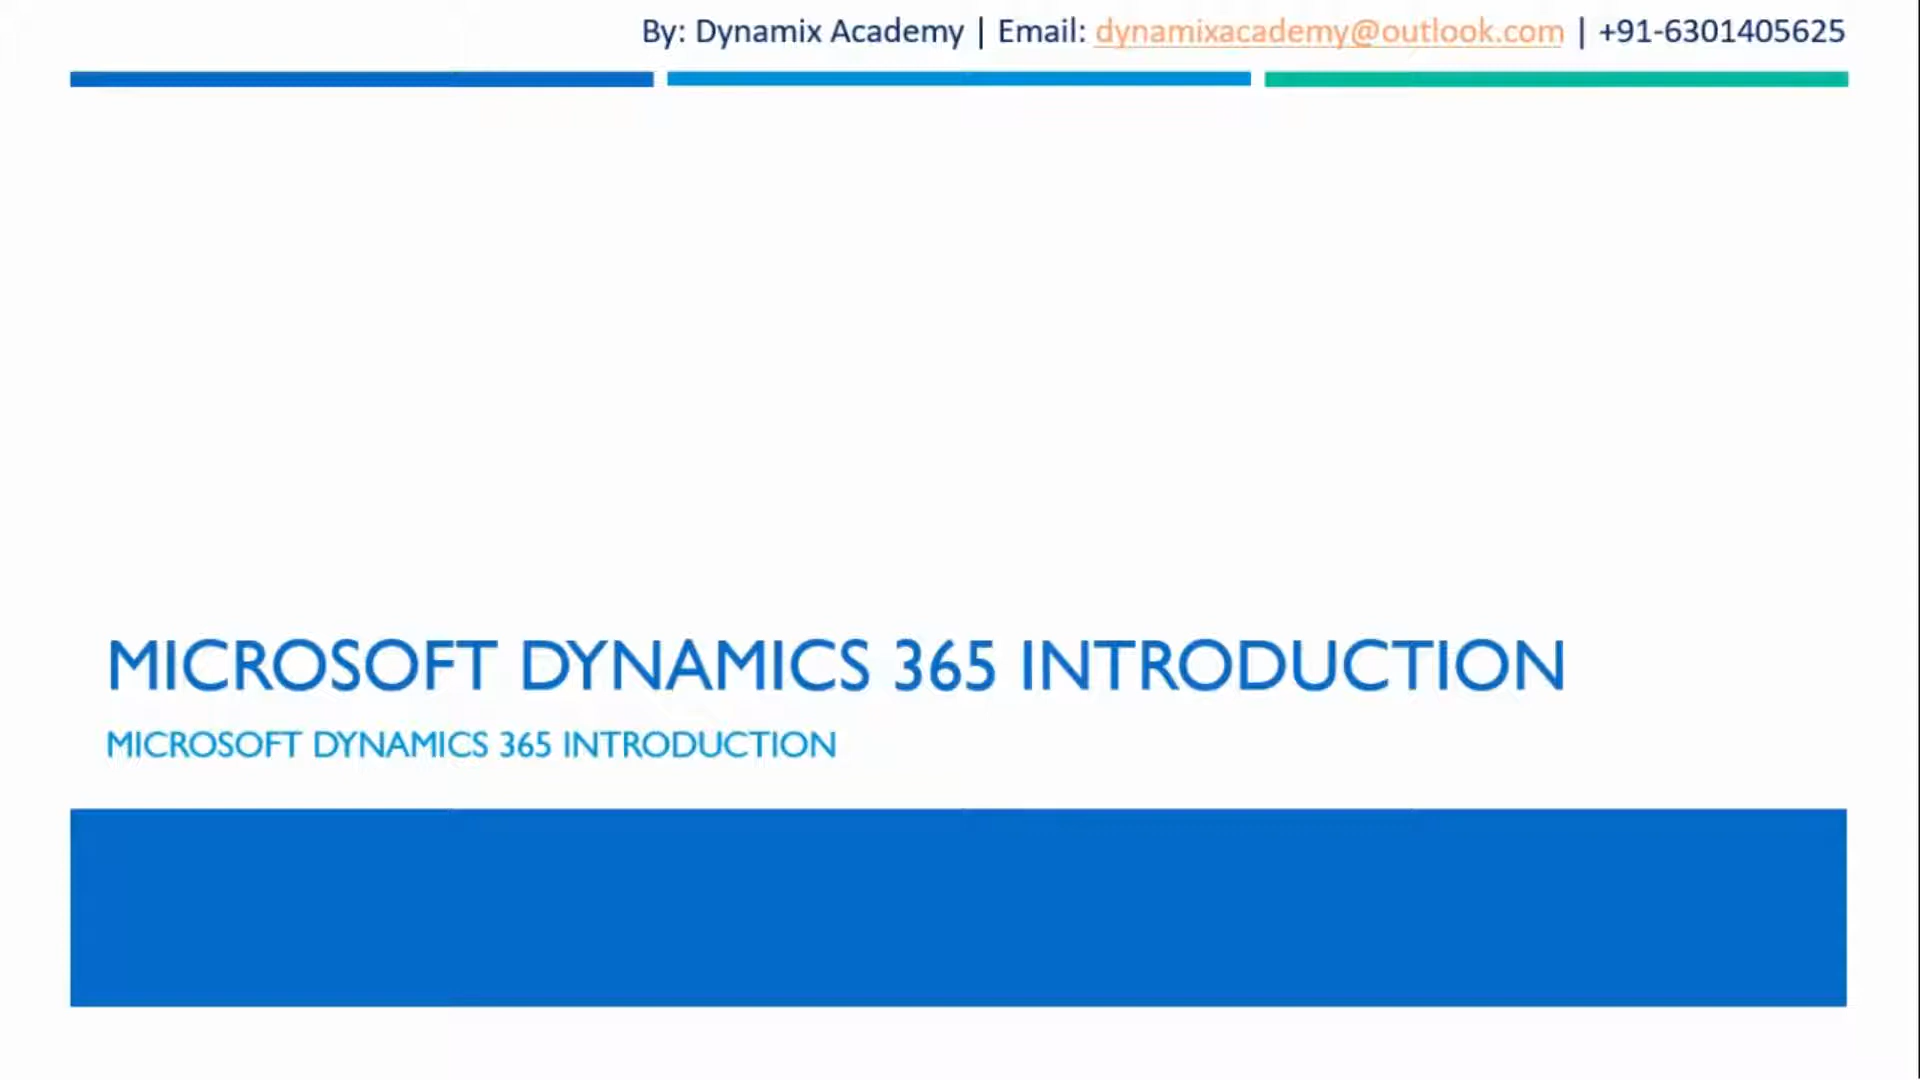 By: Dynamix Academy | Email: dynamixacademy@outlook.com | +91-6301405625
MICROSOFT DYNAMICS 365 INTRODUCTION
MICROSOFT DYNAMICS 365 INTRODUCTION